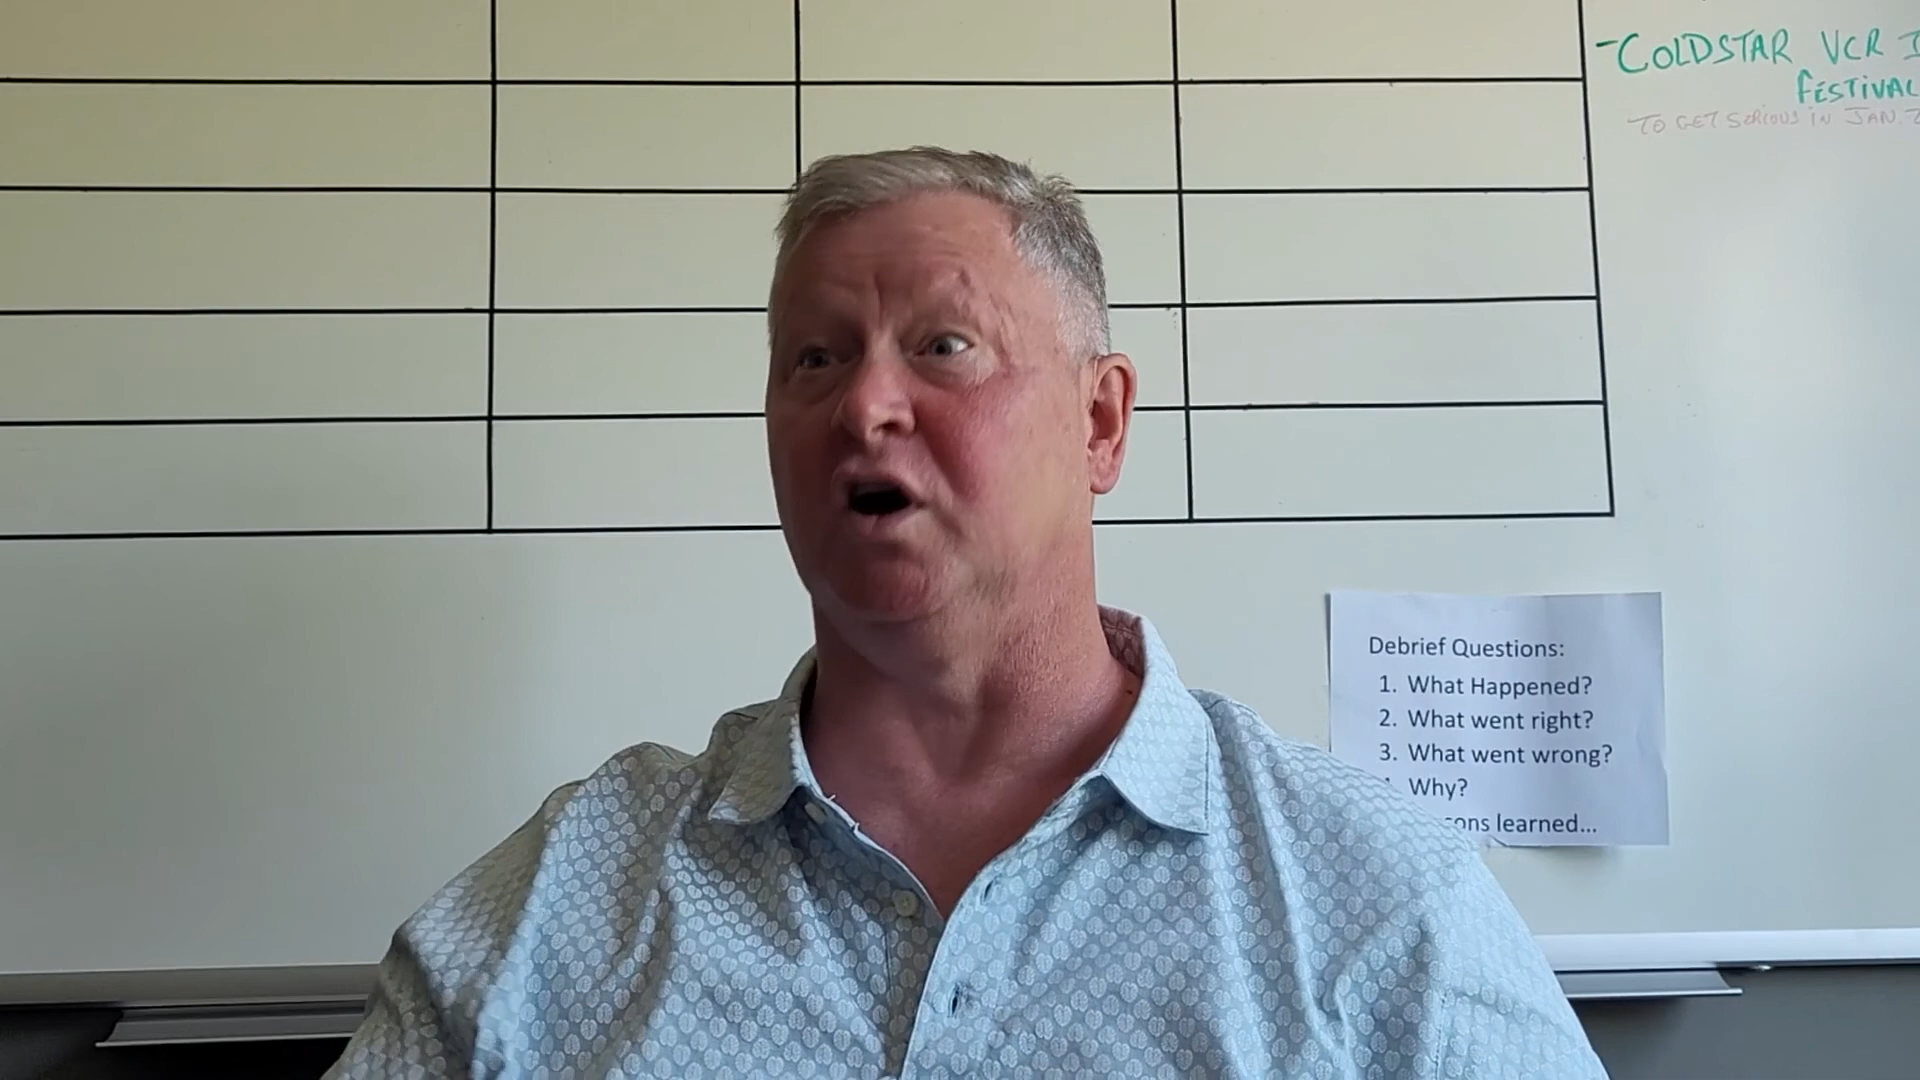 -COLDSTAR VCR
FESTIVAL
TO GET SERIOUS IN JAN.
Debrief Questions:
1. What Happened?
2. What went right?
3. What went wrong?
Why?
learned...